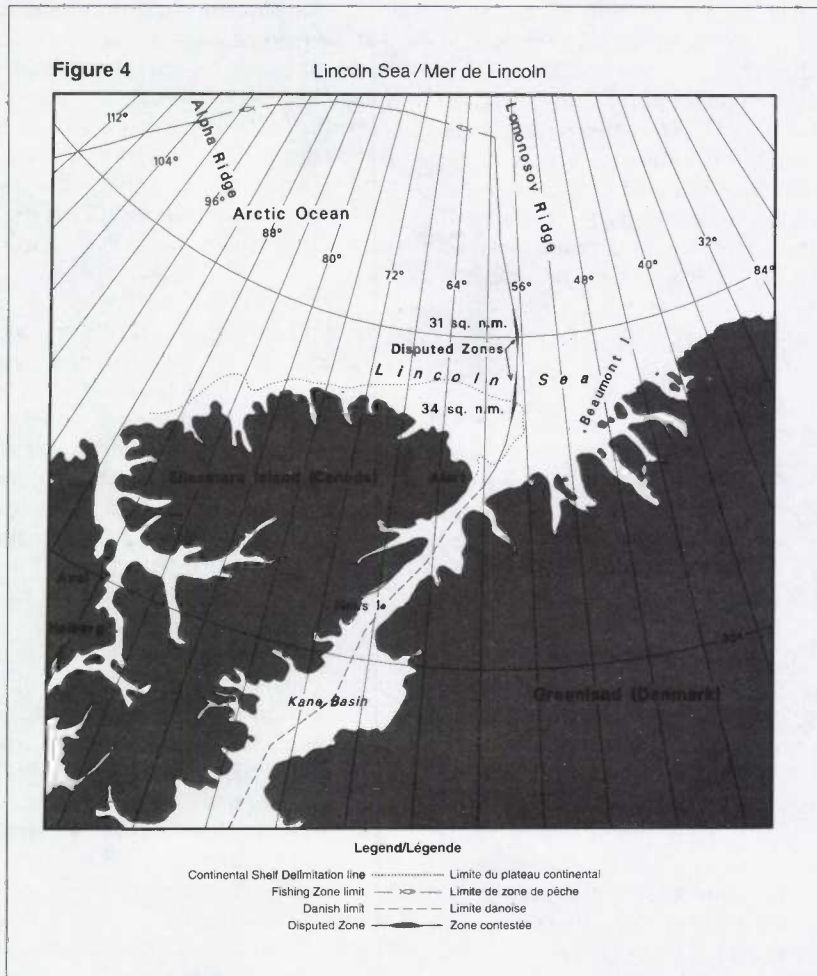 Figure 4
Lincoln Sea / Mer de Lincoln
112°
Alpha Ridge
Lomonosov Ridge
104°
96°
Arctic Ocean
88°
80°
72°
64°
56°
48°
40°
32°
84°
31 sq. n.m.
Disputed Zones
Lincoln Sea
34 sq. n.m.
Beaumont I.
Ellesmere Island (Canada)
Alert
Axel
Heiberg
Hans I.
80°
Kane Basin
Greenland (Denmark)
Legend/Légende
Continental Shelf Delimitation line Limite du plateau continental
Fishing Zone limit Limite de zone de pêche
Danish limit Limite danoise
Disputed Zone Zone contestée